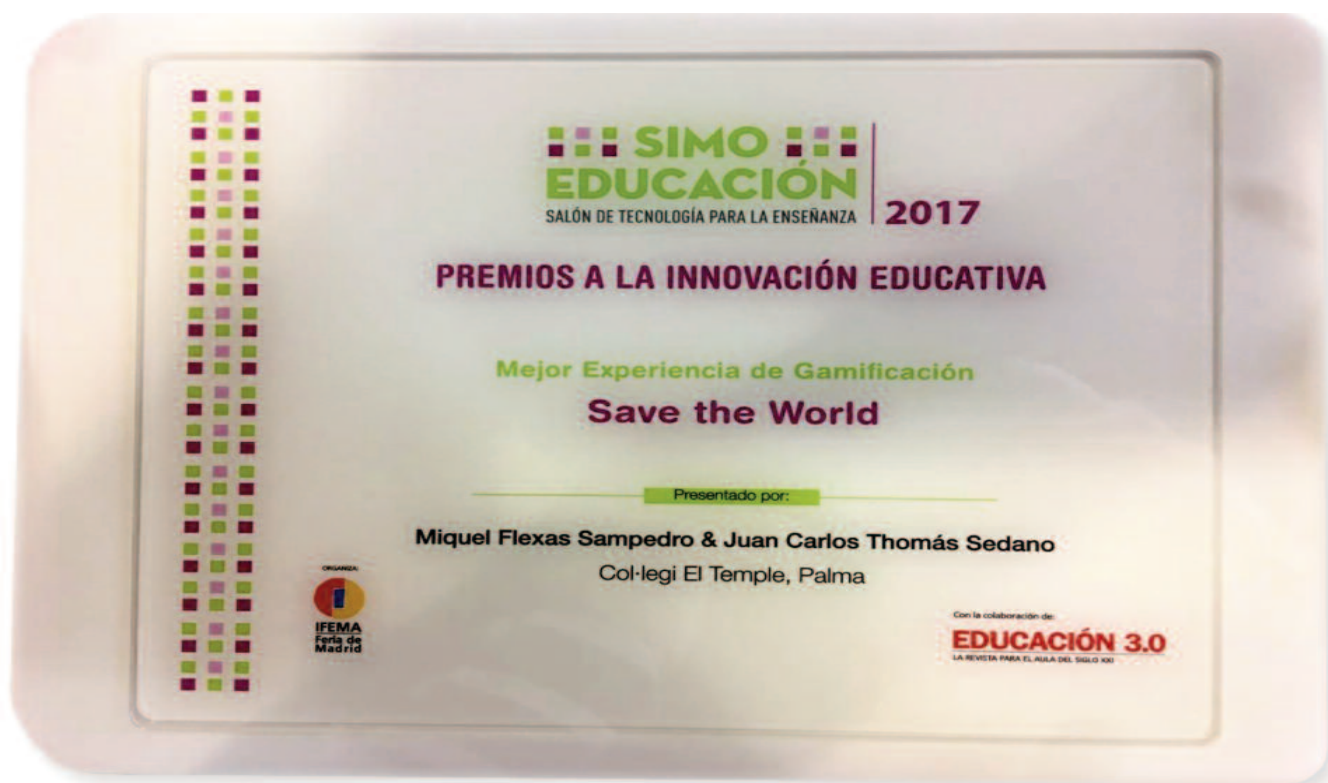 SIMO
EDUCACIÓN
SALÓN DE TECNOLOGÍA PARA LA ENSEÑANZA
2017
PREMIOS A LA INNOVACIÓN EDUCATIVA
Mejor Experiencia de Gamificación
Save the World
Presentado por:
Miquel Flexas Sampedro & Juan Carlos Thomás Sedano
Col·legi El Temple, Palma
ORGANIZA:
IFEMA
Feria de
Madrid
Con la colaboración de:
EDUCACIÓN 3.0
LA REVISTA PARA EL AULA DEL SIGLO XXI